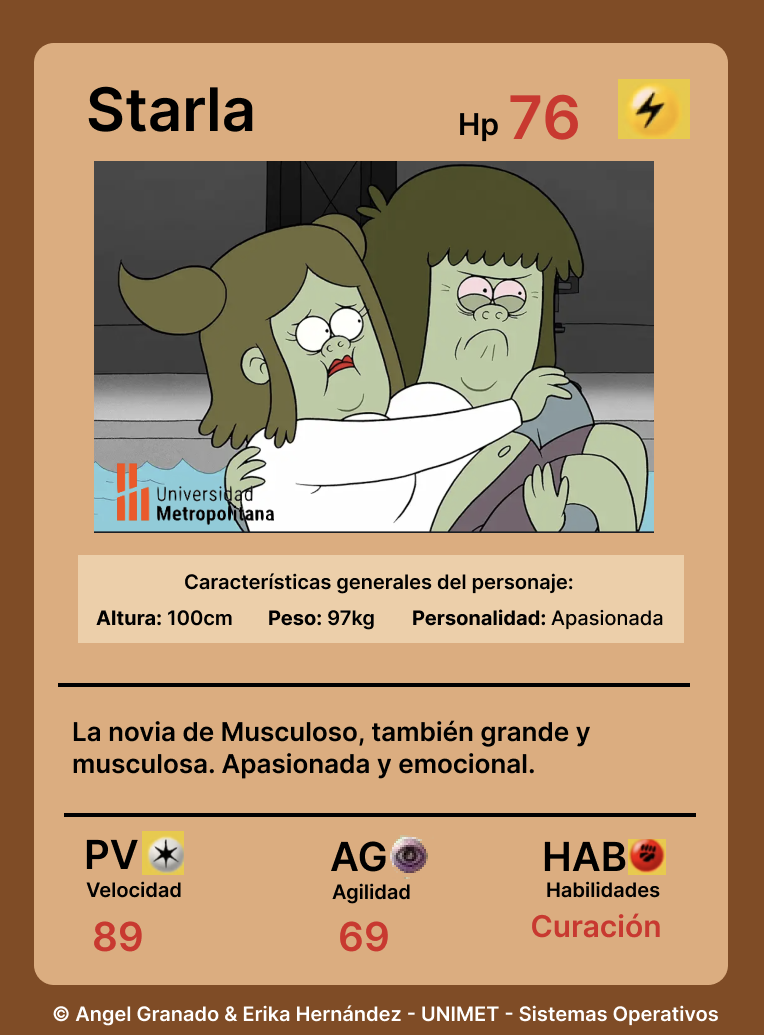 Starla
Hp 76
Universidad
Metropolitana
Características generales del personaje:
Altura: 100cm Peso: 97kg Personalidad: Apasionada
La novia de Musculoso, también grande y
musculosa. Apasionada y emocional.
PV AG HAB
Velocidad Agilidad Habilidades
89 69 Curación
© Angel Granado & Erika Hernández - UNIMET - Sistemas Operativos